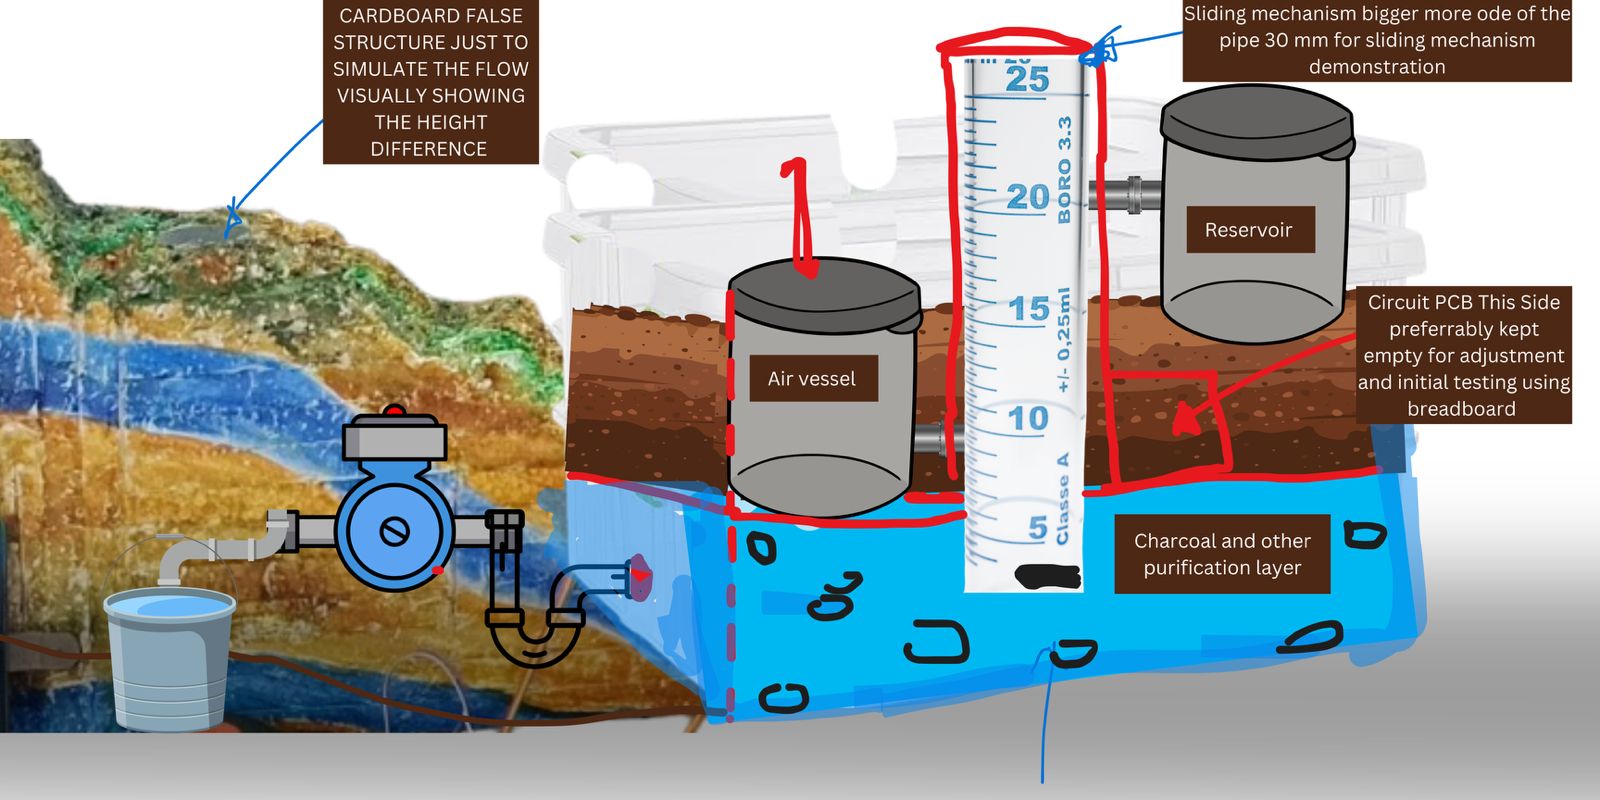 CARDBOARD FALSE
STRUCTURE JUST TO
SIMULATE THE FLOW
VISUALLY SHOWING
THE HEIGHT
DIFFERENCE
Sliding mechanism bigger more ode of the
pipe 30 mm for sliding mechanism
demonstration
25
20
15
10
5
BORO 3.3
+/- 0,25ml
Classe A
1
Reservoir
Air vessel
Circuit PCB This Side
preferrably kept
empty for adjustment
and initial testing using
breadboard
Charcoal and other
purification layer